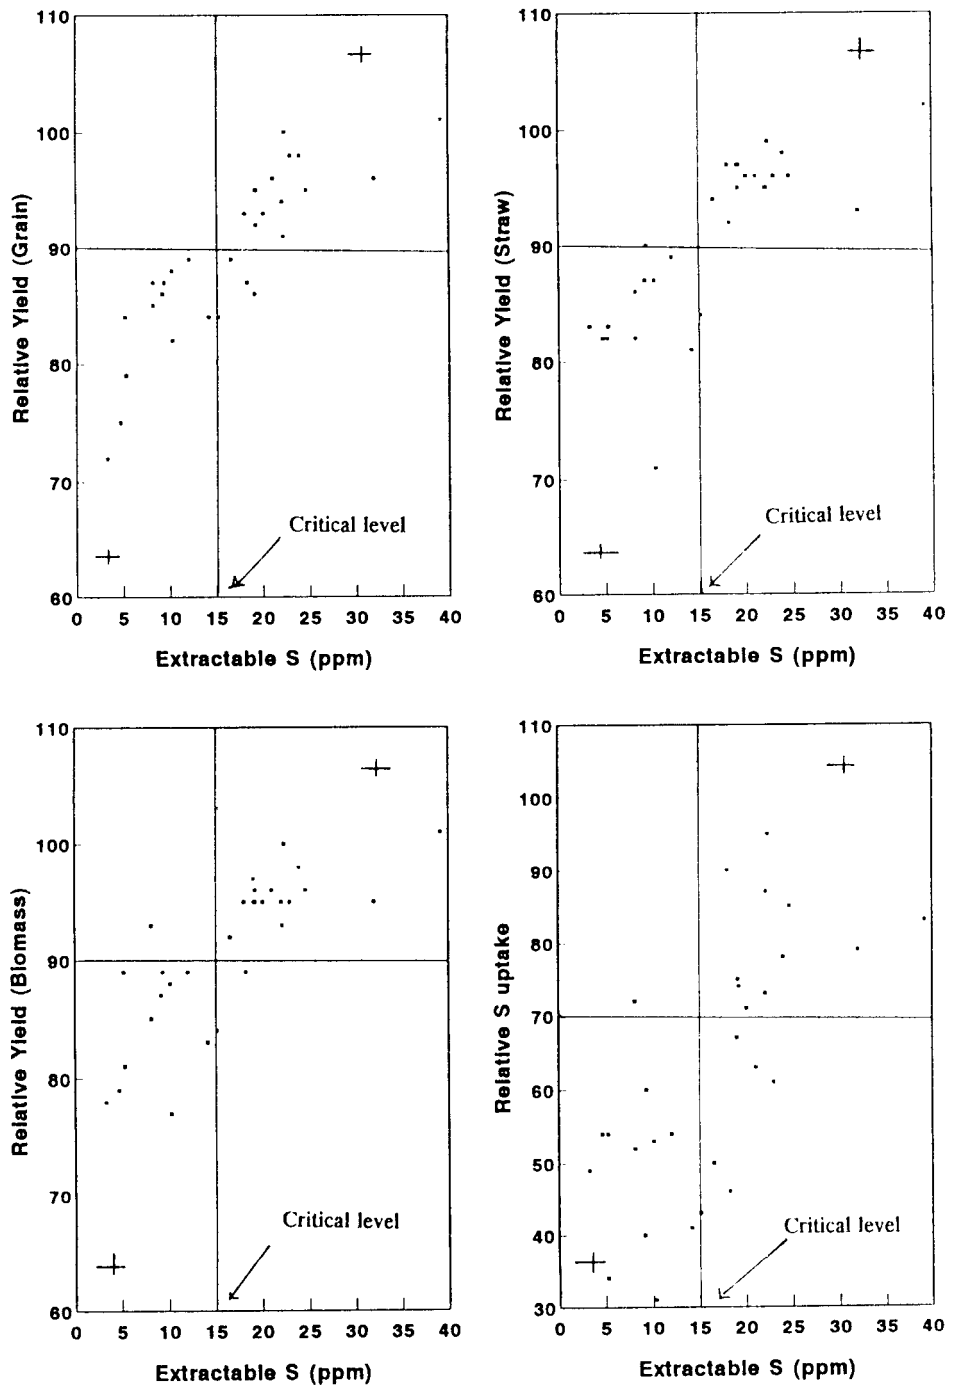 110
100
90
80
70
60
Relative Yield (Grain)
Critical level
0 5 10 15 20 25 30 35 40
Extractable S (ppm)
110
100
90
80
70
60
Relative Yield (Straw)
Critical level
0 5 10 15 20 25 30 35 40
Extractable S (ppm)
110
100
90
80
70
60
Relative Yield (Biomass)
Critical level
0 5 10 15 20 25 30 35 40
Extractable S (ppm)
110
100
90
80
70
60
50
40
30
Relative S uptake
Critical level
0 5 10 15 20 25 30 35 40
Extractable S (ppm)